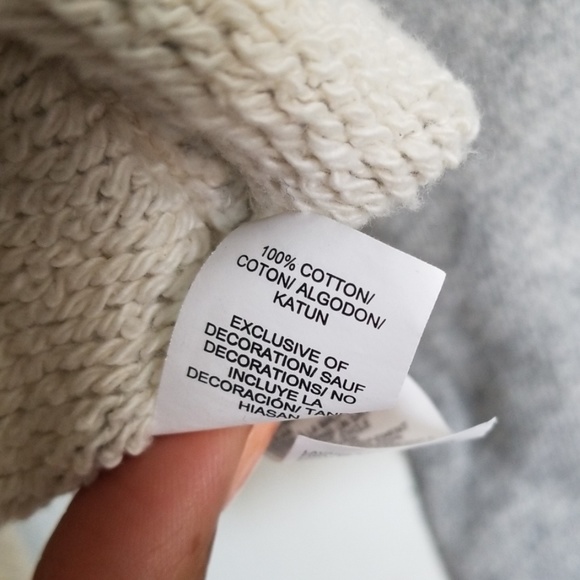 100% COTTON/
COTON/ ALGODON/
KATUN
EXCLUSIVE OF
DECORATION/ SAUF
DECORATIONS/ NO
INCLUYE LA
DECORACIÓN/
HIASAN